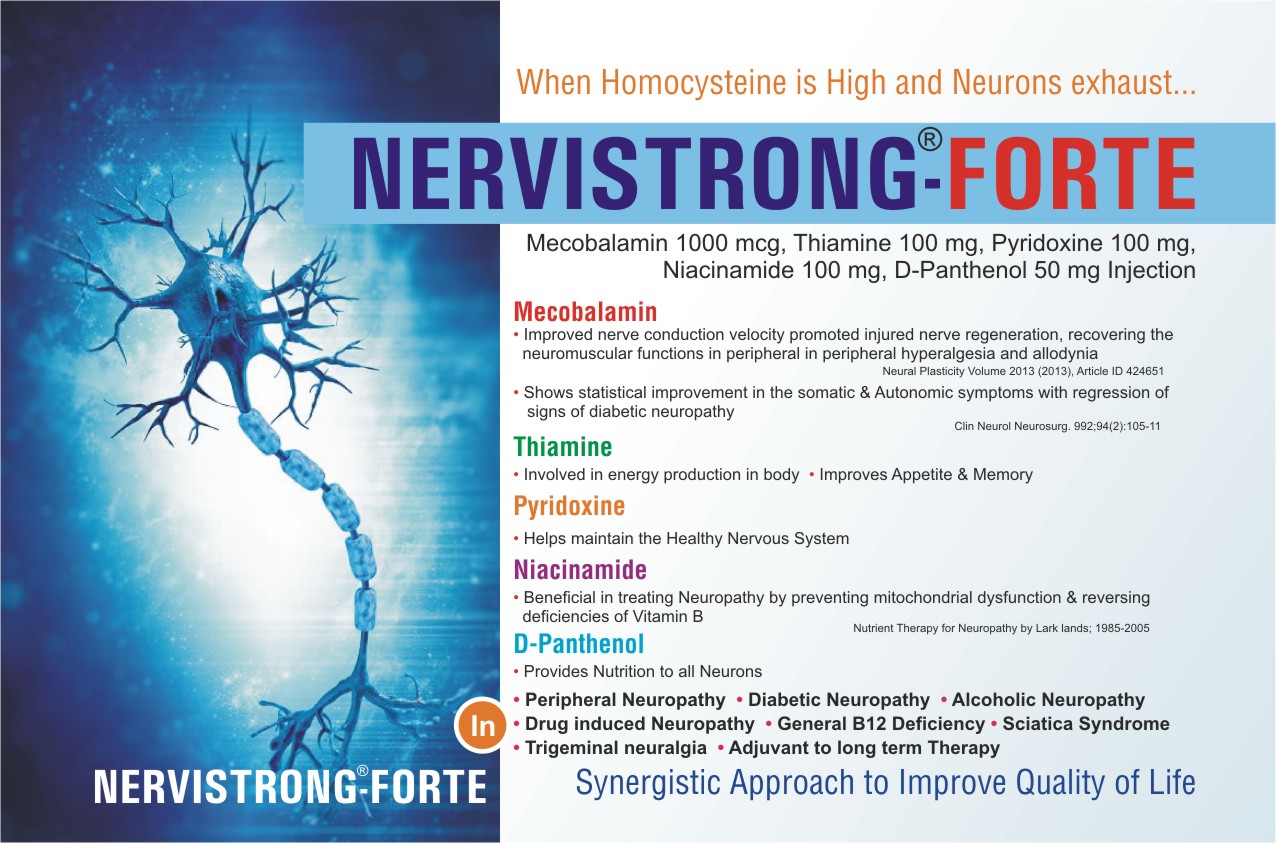 When Homocysteine is High and Neurons exhaust...
NERVISTRONG®-FORTE
Mecobalamin 1000 mcg, Thiamine 100 mg, Pyridoxine 100 mg,
Niacinamide 100 mg, D-Panthenol 50 mg Injection
Mecobalamin
• Improved nerve conduction velocity promoted injured nerve regeneration, recovering the
neuromuscular functions in peripheral in peripheral hyperalgesia and allodynia
Neural Plasticity Volume 2013 (2013), Article ID 424651
• Shows statistical improvement in the somatic & Autonomic symptoms with regression of
signs of diabetic neuropathy
Clin Neurol Neurosurg. 992;94(2):105-11
Thiamine
• Involved in energy production in body • Improves Appetite & Memory
Pyridoxine
• Helps maintain the Healthy Nervous System
Niacinamide
• Beneficial in treating Neuropathy by preventing mitochondrial dysfunction & reversing
deficiencies of Vitamin B
Nutrient Therapy for Neuropathy by Lark lands; 1985-2005
D-Panthenol
• Provides Nutrition to all Neurons
In
• Peripheral Neuropathy • Diabetic Neuropathy • Alcoholic Neuropathy
• Drug induced Neuropathy • General B12 Deficiency • Sciatica Syndrome
• Trigeminal neuralgia • Adjuvant to long term Therapy
NERVISTRONG®-FORTE
Synergistic Approach to Improve Quality of Life